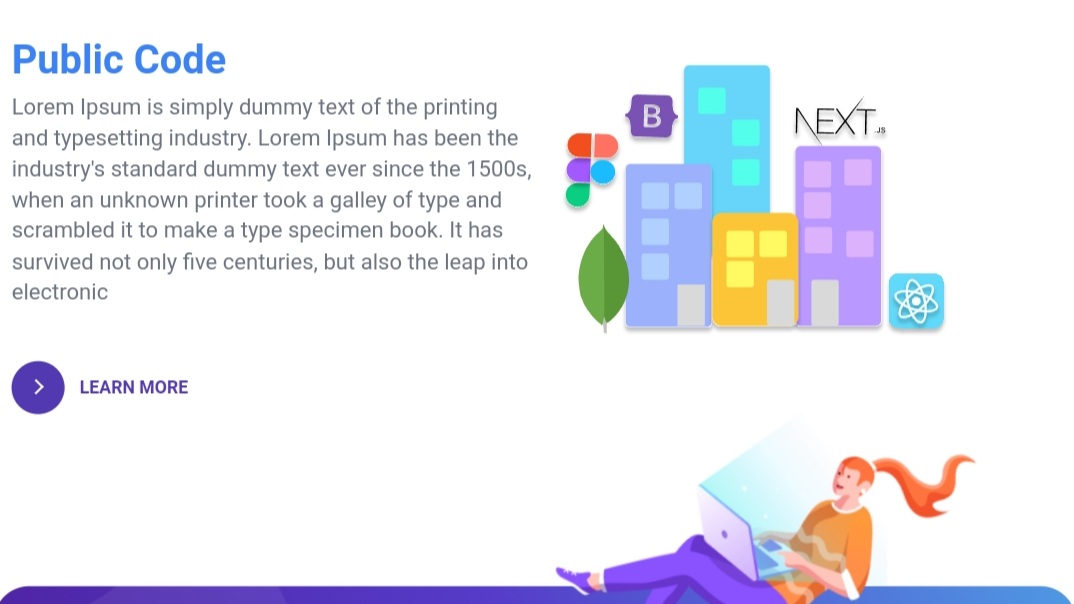 Public Code
Lorem Ipsum is simply dummy text of the printing
and typesetting industry. Lorem Ipsum has been the
industry's standard dummy text ever since the 1500s,
when an unknown printer took a galley of type and
scrambled it to make a type specimen book. It has
survived not only five centuries, but also the leap into
electronic
LEARN MORE
B
NEXT.JS